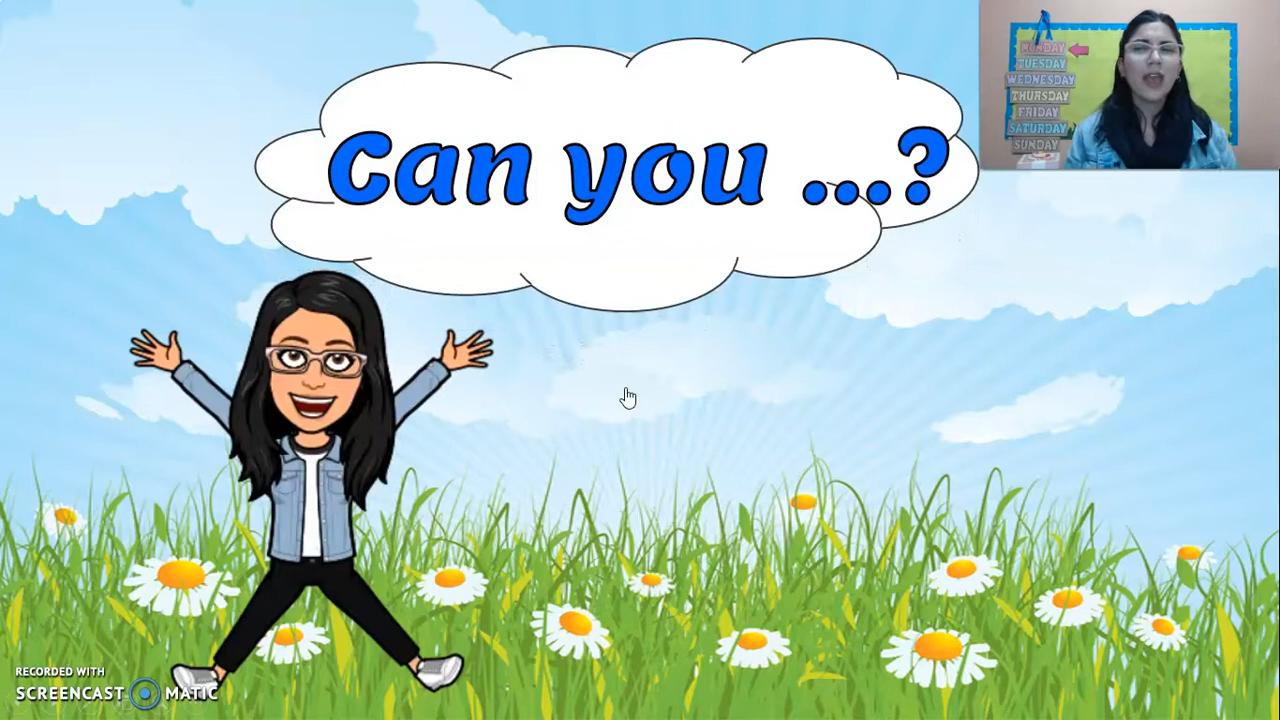 Can you ...?
MONDAY
TUESDAY
WEDNESDAY
THURSDAY
FRIDAY
SATURDAY
SUNDAY
RECORDED WITH
SCREENCAST MATIC